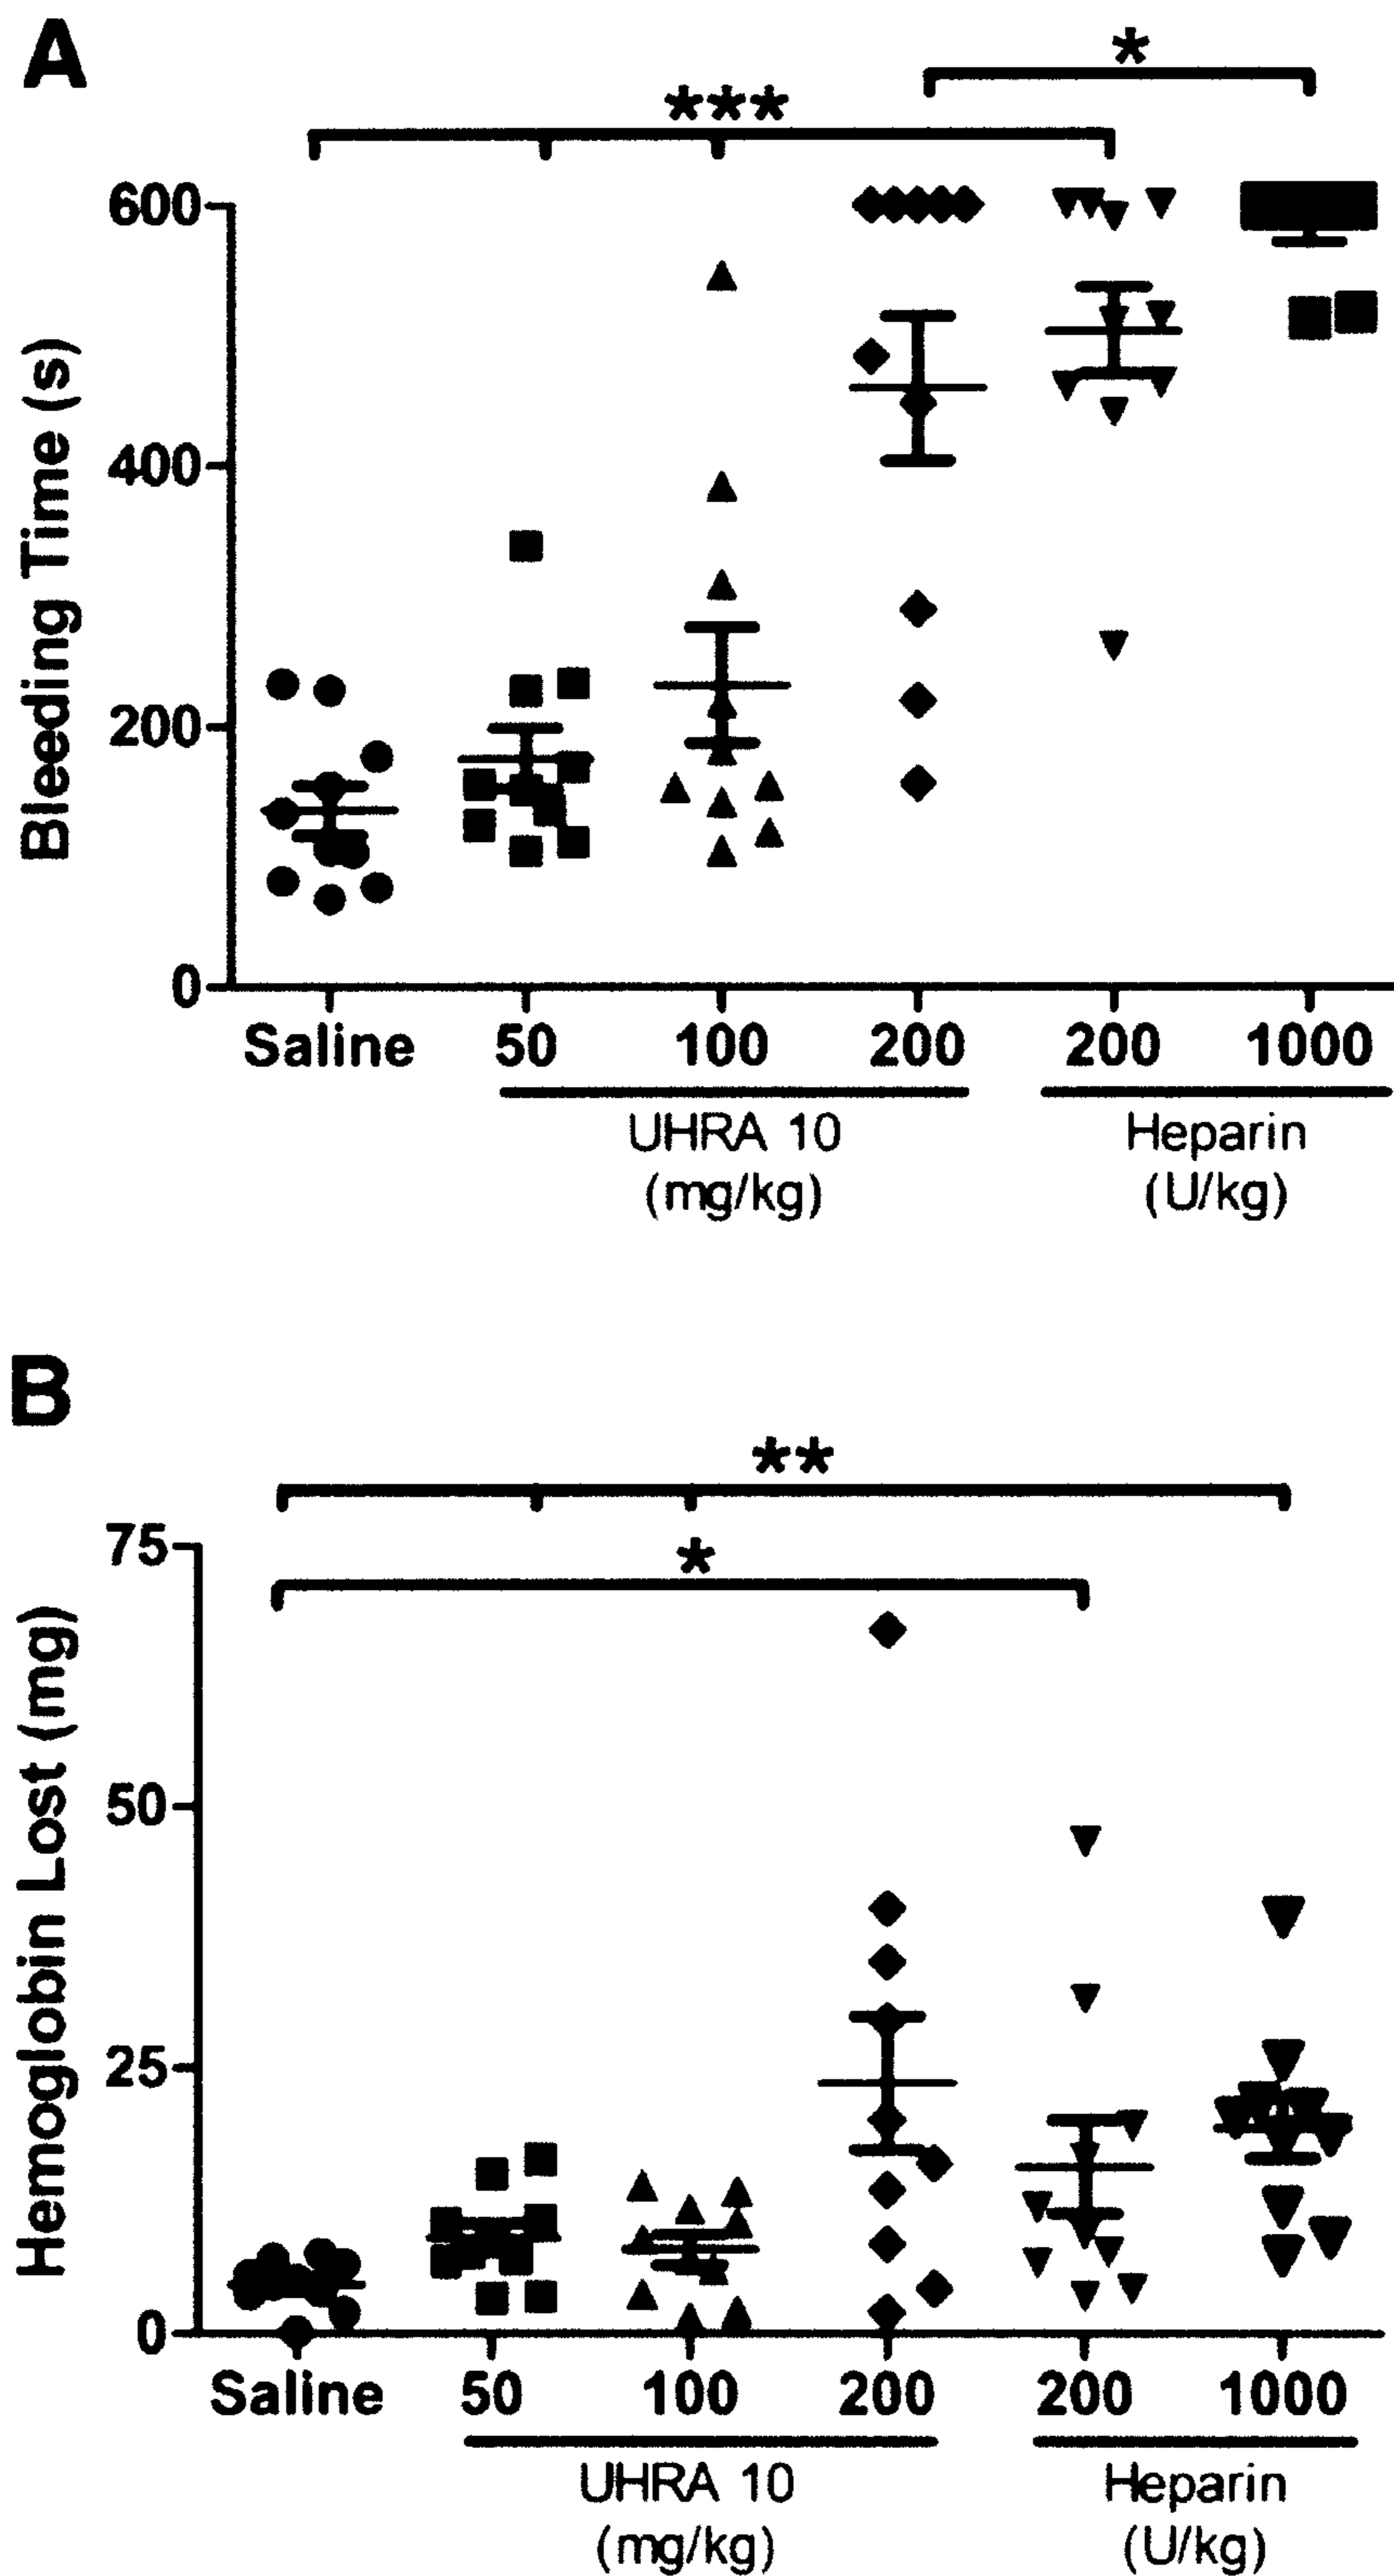 A
*
***
600
400
200
0
Bleeding Time (s)
Saline 50 100 200 200 1000
UHRA 10 Heparin
(mg/kg) (U/kg)
B
**
*
75
50
25
0
Hemoglobin Lost (mg)
Saline 50 100 200 200 1000
UHRA 10 Heparin
(mg/kg) (U/kg)